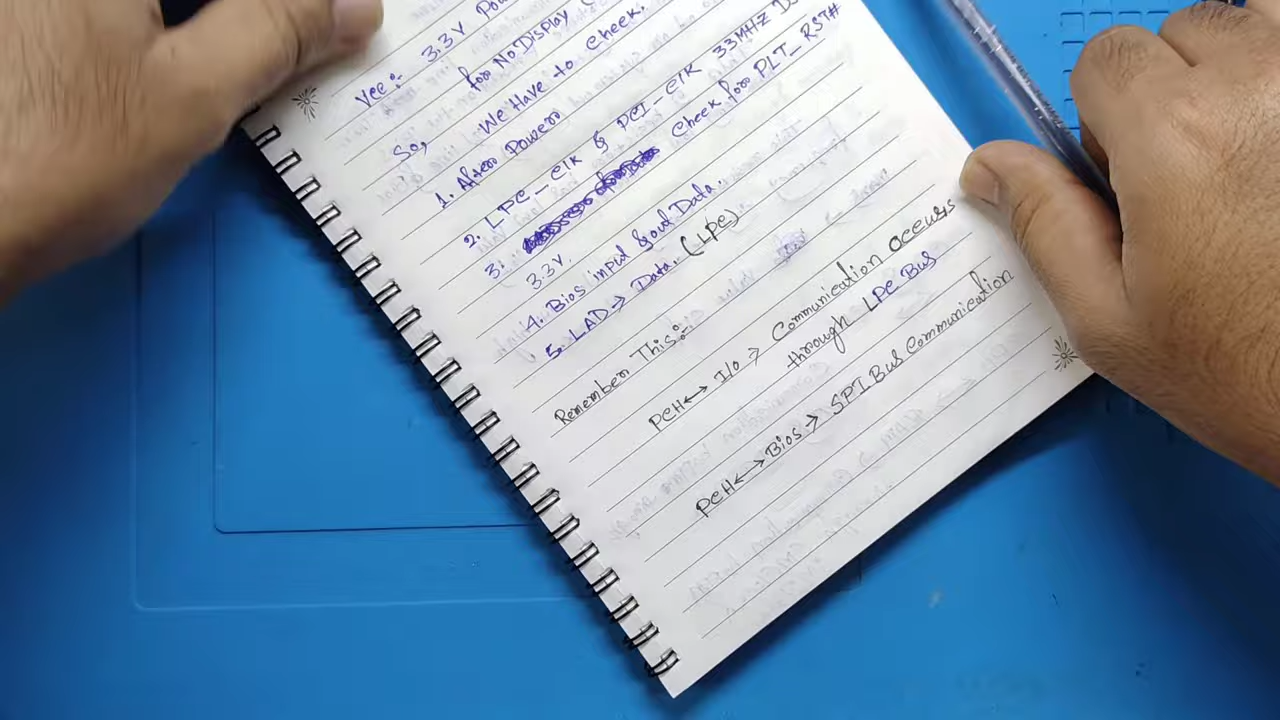 Vcc:- 3.3V Pow
for No Display (
So, We Have to Check.
1. After Power
2. LPC-Clk & PCI-Clk 33MHZ
3. Check for PLT_RST#
3.3V.
4. Bios input & out Data..
5. LAD → Data.. (LPC)
Remember This:-
PCH ↔ I/O → Communication occurs
through LPC Bus
PCH ↔ Bios → SPI.Bus Communication